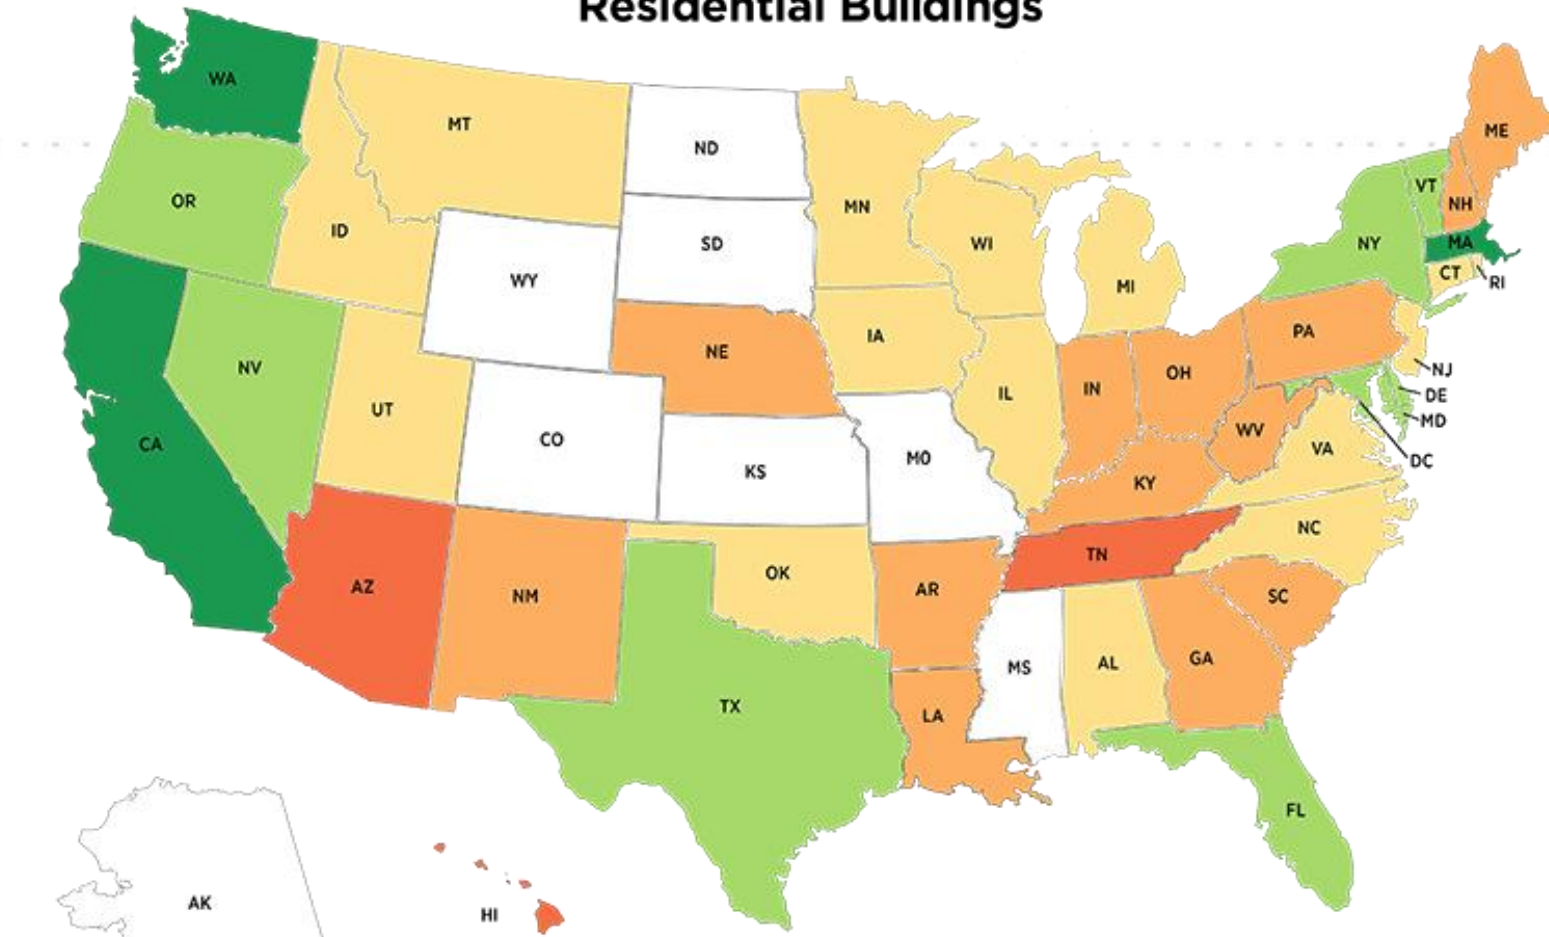 Residential Buildings
WA
MT
ND
ME
OR
ID
SD
MN
WI
MI
NY
VT
NH
MA
CT
RI
WY
NE
IA
PA
NV
UT
CO
KS
MO
IL
IN
OH
NJ
DE
MD
DC
WV
VA
KY
CA
NC
AZ
NM
OK
AR
TN
SC
TX
LA
MS
AL
GA
FL
AK
HI